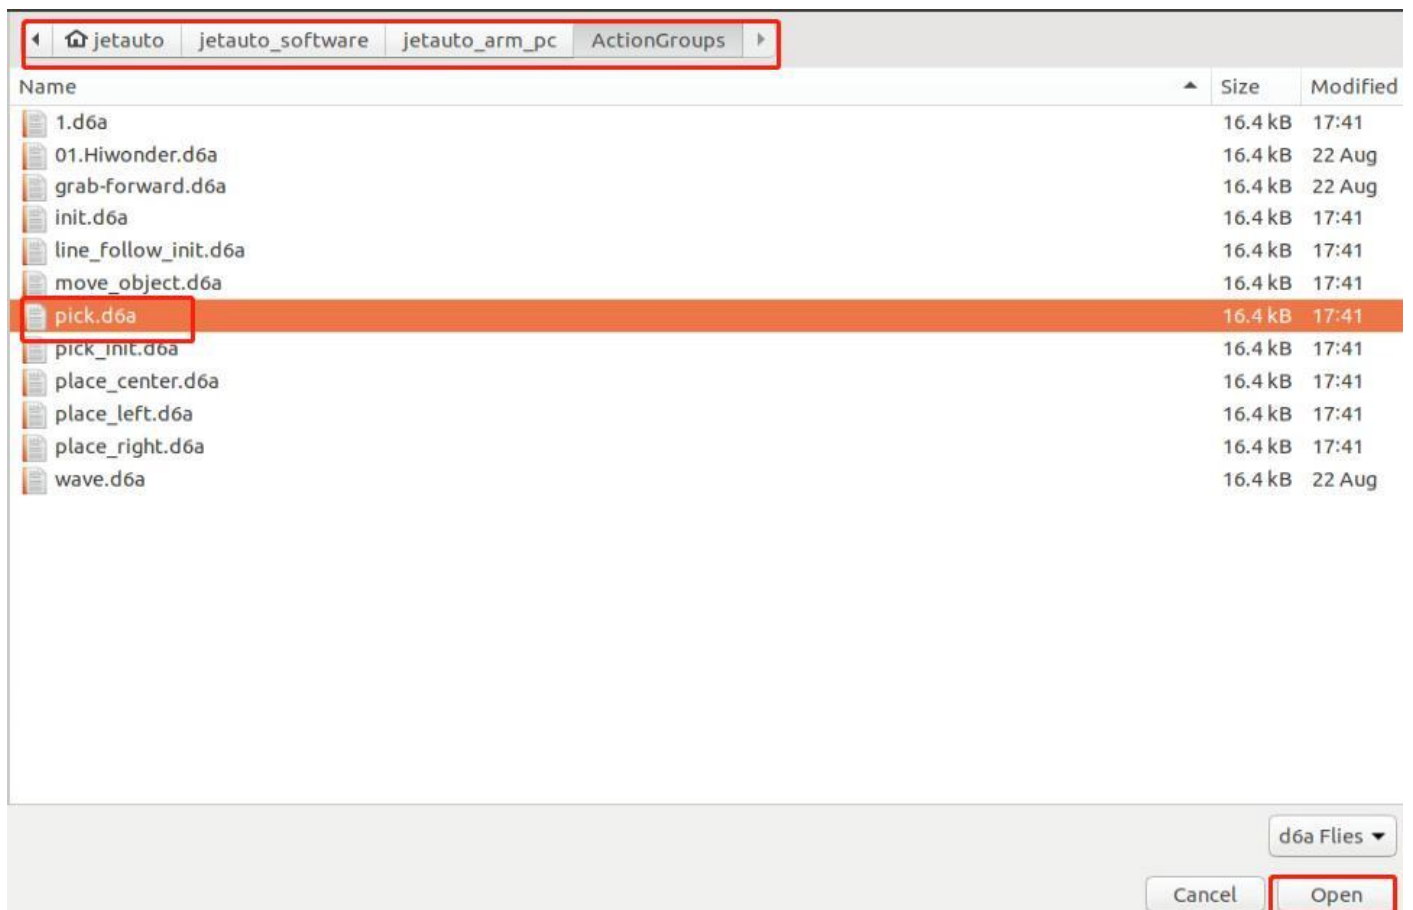 jetauto jetauto_software jetauto_arm_pc ActionGroups
Name Size Modified
1.d6a 16.4 kB 17:41
01.Hiwonder.d6a 16.4 kB 22 Aug
grab-forward.d6a 16.4 kB 22 Aug
init.d6a 16.4 kB 17:41
line_follow_init.d6a 16.4 kB 17:41
move_object.d6a 16.4 kB 17:41
pick.d6a 16.4 kB 17:41
pick_init.d6a 16.4 kB 17:41
place_center.d6a 16.4 kB 17:41
place_left.d6a 16.4 kB 17:41
place_right.d6a 16.4 kB 17:41
wave.d6a 16.4 kB 22 Aug
d6a Flies
Cancel Open